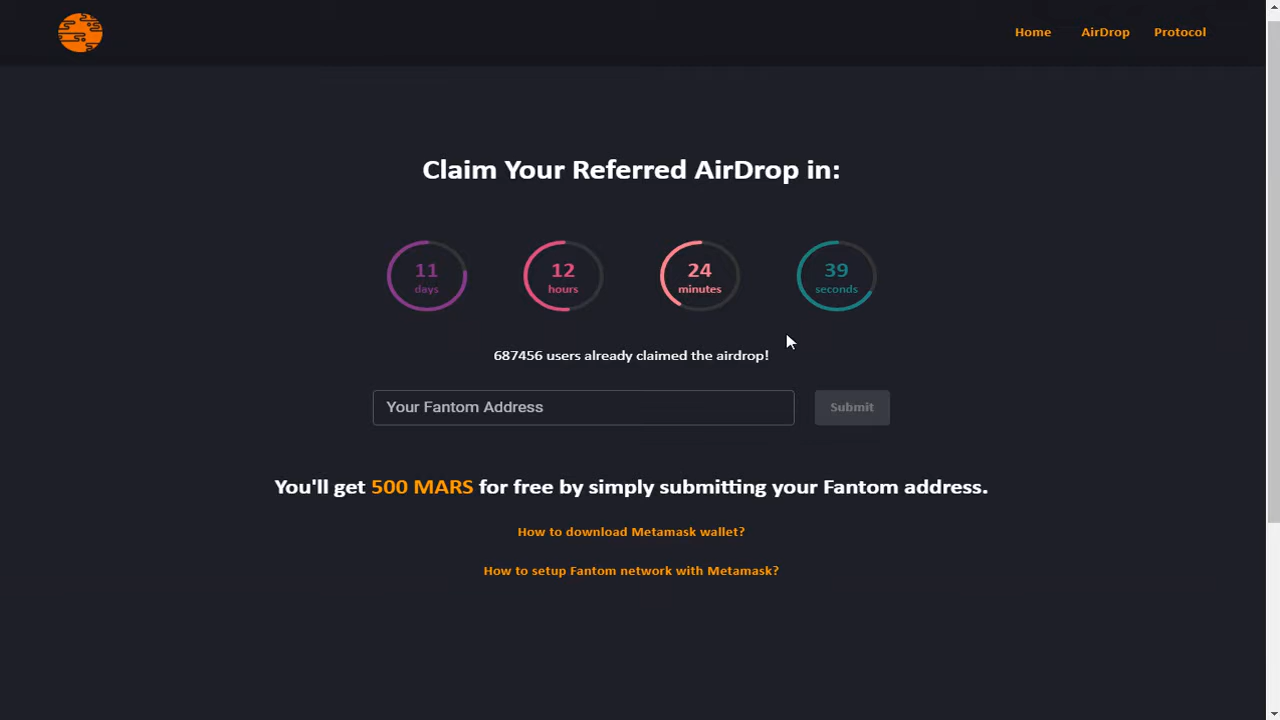 Home AirDrop Protocol
Claim Your Referred AirDrop in:
11 12 24 39
days hours minutes seconds
687456 users already claimed the airdrop!
Your Fantom Address Submit
You'll get 500 MARS for free by simply submitting your Fantom address.
How to download Metamask wallet?
How to setup Fantom network with Metamask?